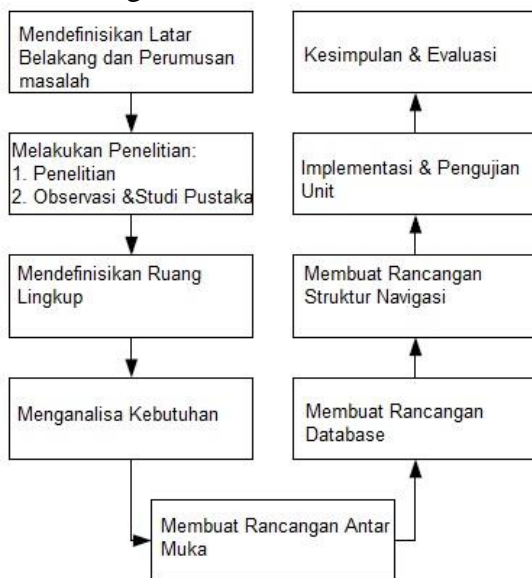 Mendefinisikan Latar
Belakang dan Perumusan
masalah
Melakukan Penelitian:
1. Penelitian
2. Observasi &Studi Pustaka
Mendefinisikan Ruang
Lingkup
Menganalisa Kebutuhan
Membuat Rancangan Antar
Muka
Membuat Rancangan
Database
Membuat Rancangan
Struktur Navigasi
Implementasi & Pengujian
Unit
Kesimpulan & Evaluasi